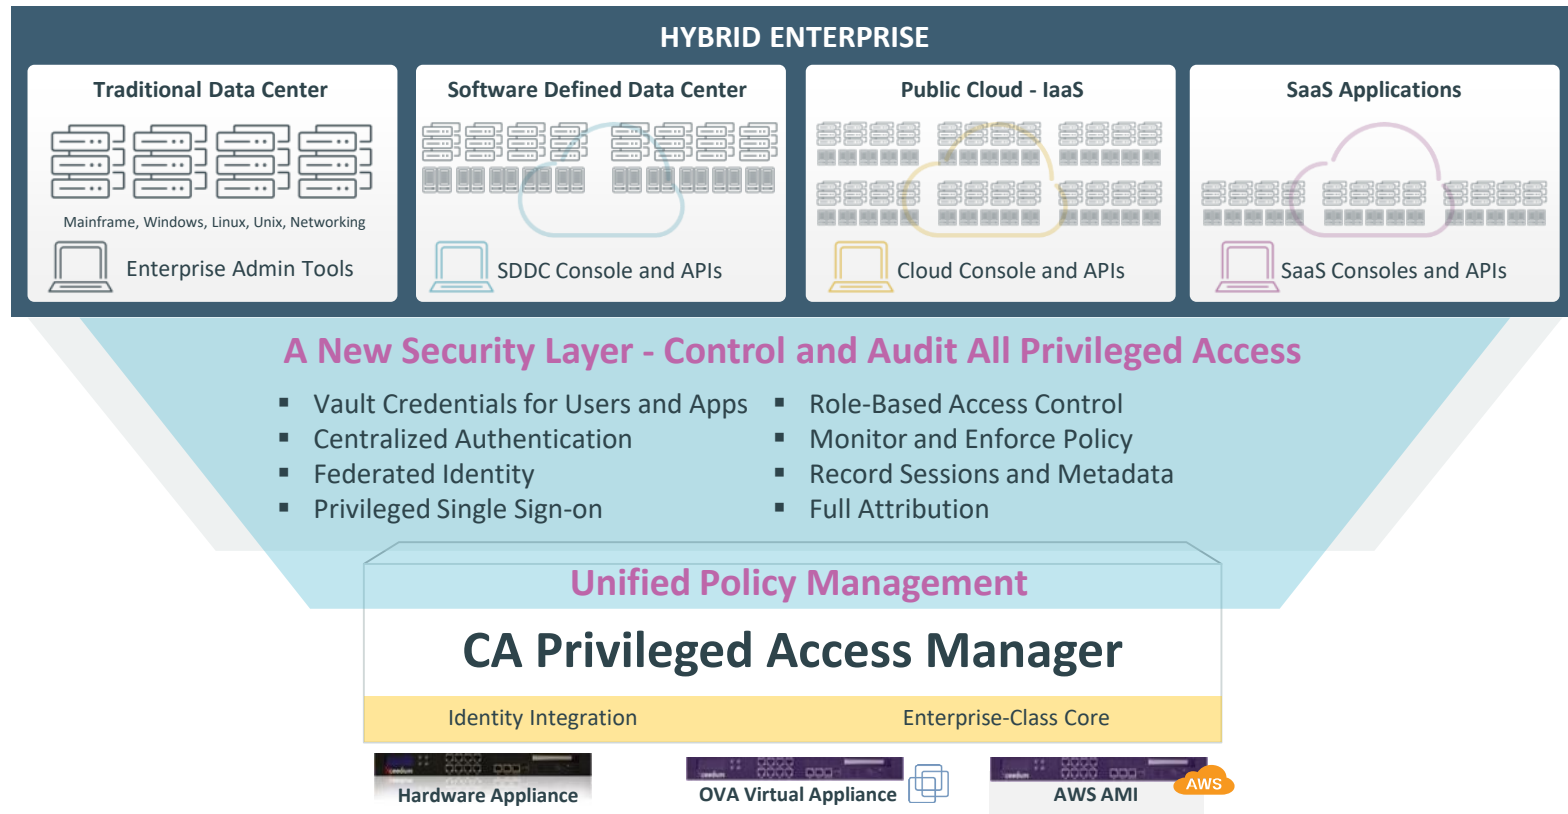 HYBRID ENTERPRISE
Traditional Data Center
Mainframe, Windows, Linux, Unix, Networking
Enterprise Admin Tools
Software Defined Data Center
SDDC Console and APIs
Public Cloud - IaaS
Cloud Console and APIs
SaaS Applications
SaaS Consoles and APIs
A New Security Layer - Control and Audit All Privileged Access
▪ Vault Credentials for Users and Apps
▪ Centralized Authentication
▪ Federated Identity
▪ Privileged Single Sign-on
▪ Role-Based Access Control
▪ Monitor and Enforce Policy
▪ Record Sessions and Metadata
▪ Full Attribution
Unified Policy Management
CA Privileged Access Manager
Identity Integration
Enterprise-Class Core
Hardware Appliance
OVA Virtual Appliance
AWS AMI
AWS